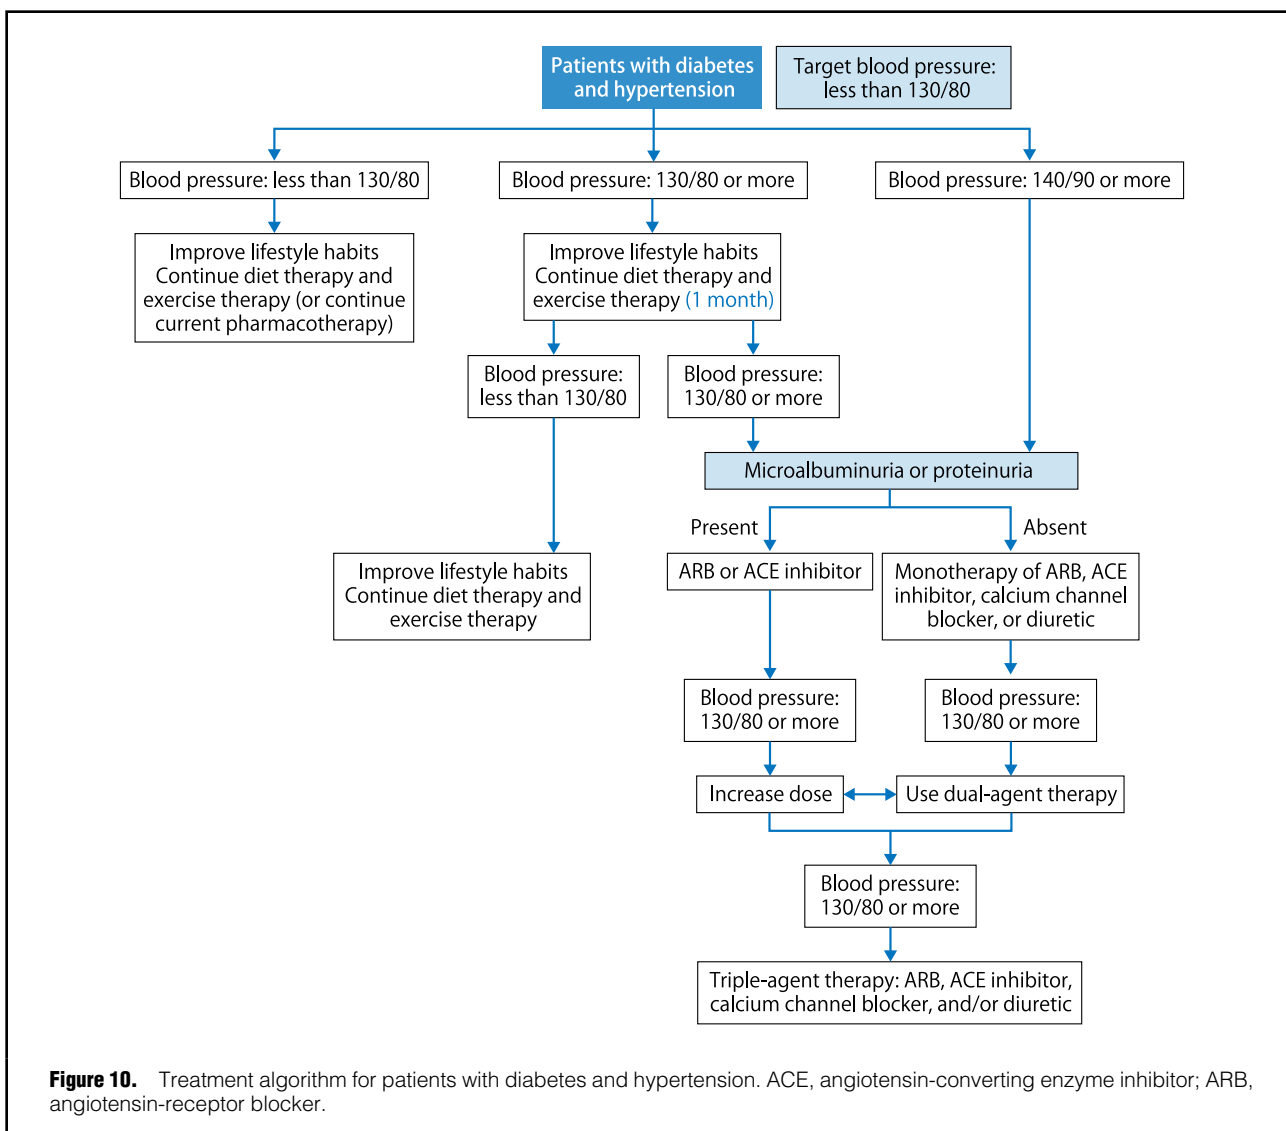 Patients with diabetes
and hypertension
Target blood pressure:
less than 130/80
Blood pressure: less than 130/80
Blood pressure: 130/80 or more
Blood pressure: 140/90 or more
Improve lifestyle habits
Continue diet therapy and
exercise therapy (or continue
current pharmacotherapy)
Improve lifestyle habits
Continue diet therapy and
exercise therapy (1 month)
Blood pressure:
less than 130/80
Blood pressure:
130/80 or more
Microalbuminuria or proteinuria
Present
Absent
Improve lifestyle habits
Continue diet therapy and
exercise therapy
ARB or ACE inhibitor
Monotherapy of ARB, ACE
inhibitor, calcium channel
blocker, or diuretic
Blood pressure:
130/80 or more
Blood pressure:
130/80 or more
Increase dose
Use dual-agent therapy
Blood pressure:
130/80 or more
Triple-agent therapy: ARB, ACE inhibitor,
calcium channel blocker, and/or diuretic
Figure 10. Treatment algorithm for patients with diabetes and hypertension. ACE, angiotensin-converting enzyme inhibitor; ARB,
angiotensin-receptor blocker.